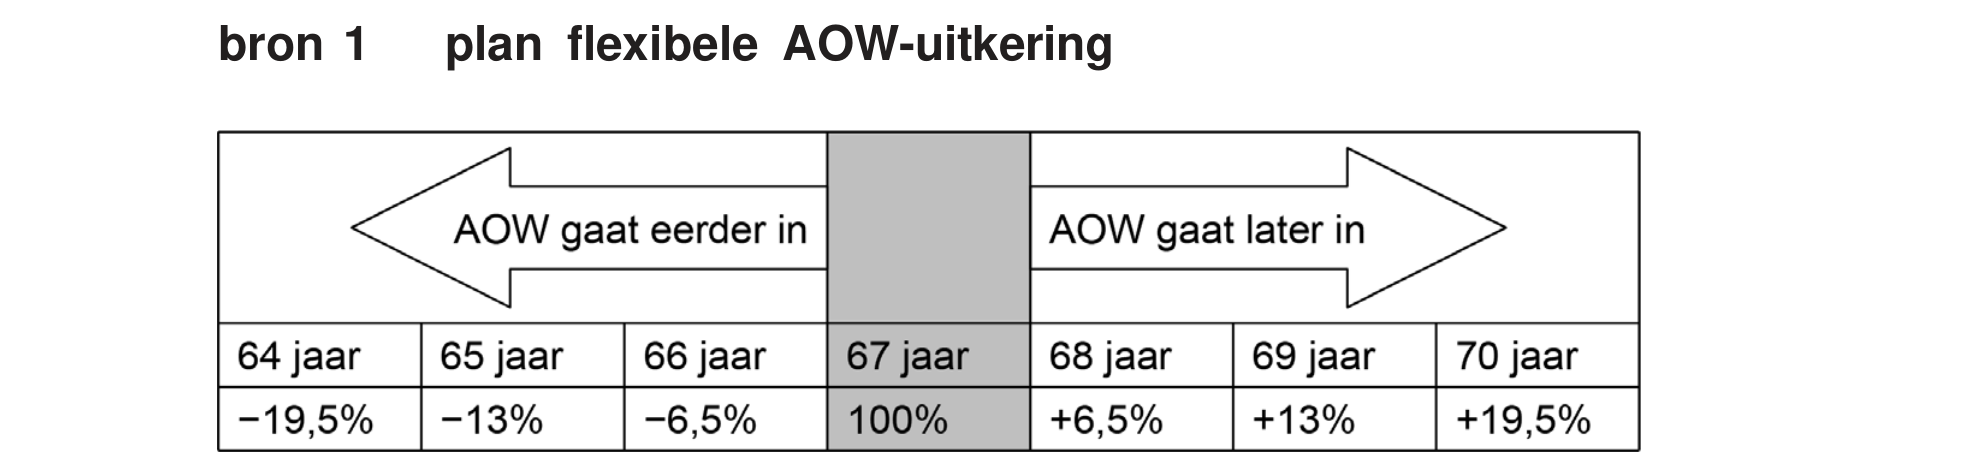 bron 1 plan flexibele AOW-uitkering
AOW gaat eerder in AOW gaat later in
64 jaar 65 jaar 66 jaar 67 jaar 68 jaar 69 jaar 70 jaar
−19,5% −13% −6,5% 100% +6,5% +13% +19,5%